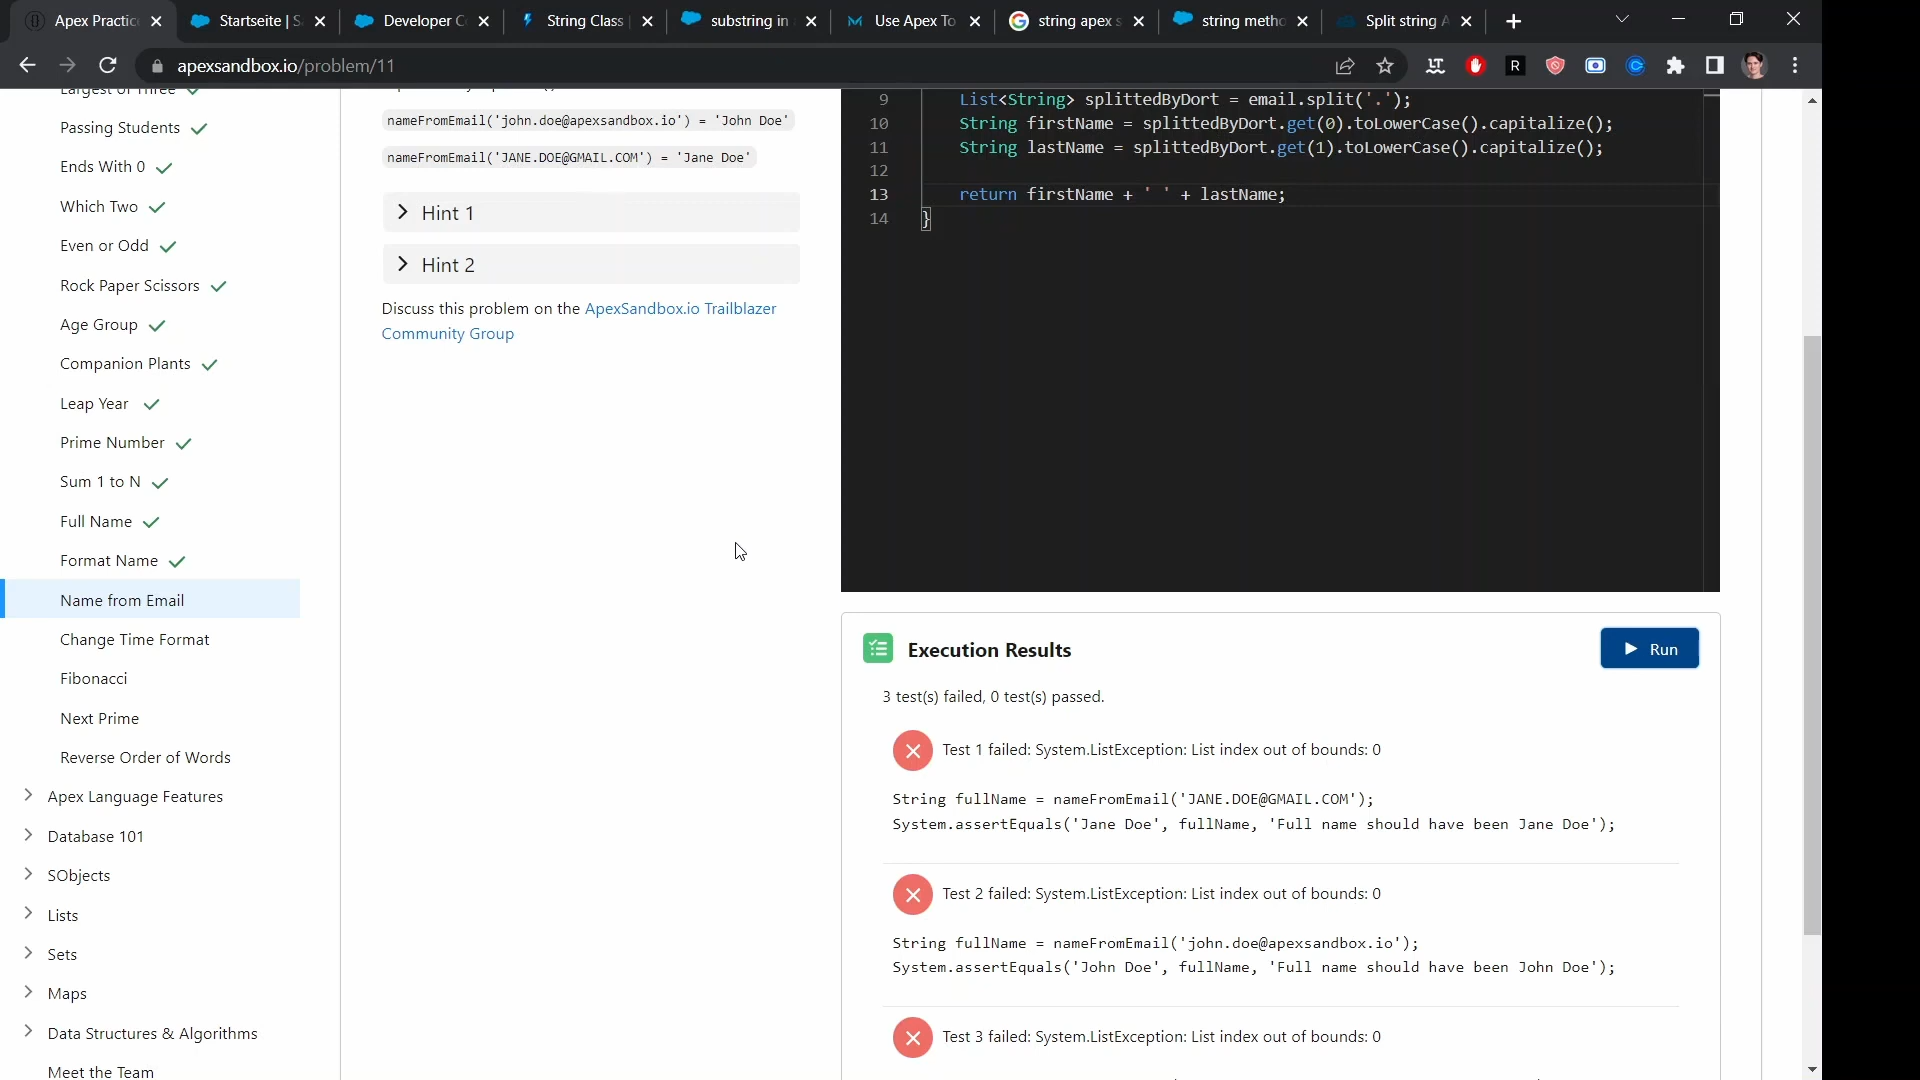 Apex Practic
Startseite | S
Developer C
String Class
substring in
Use Apex To
string apex s
string metho
Split string A
apexsandbox.io/problem/11
Largest of Three
Passing Students
Ends With 0
Which Two
Even or Odd
Rock Paper Scissors
Age Group
Companion Plants
Leap Year
Prime Number
Sum 1 to N
Full Name
Format Name
Name from Email
Change Time Format
Fibonacci
Next Prime
Reverse Order of Words
Apex Language Features
Database 101
SObjects
Lists
Sets
Maps
Data Structures & Algorithms
Meet the Team
nameFromEmail('john.doe@apexsandbox.io') = 'John Doe'
nameFromEmail('JANE.DOE@GMAIL.COM') = 'Jane Doe'
Hint 1
Hint 2
Discuss this problem on the ApexSandbox.io Trailblazer
Community Group
9 List<String> splittedByDort = email.split('.');
10 String firstName = splittedByDort.get(0).toLowerCase().capitalize();
11 String lastName = splittedByDort.get(1).toLowerCase().capitalize();
12
13 return firstName + ' ' + lastName;
14 }
Execution Results
Run
3 test(s) failed, 0 test(s) passed.
Test 1 failed: System.ListException: List index out of bounds: 0
String fullName = nameFromEmail('JANE.DOE@GMAIL.COM');
System.assertEquals('Jane Doe', fullName, 'Full name should have been Jane Doe');
Test 2 failed: System.ListException: List index out of bounds: 0
String fullName = nameFromEmail('john.doe@apexsandbox.io');
System.assertEquals('John Doe', fullName, 'Full name should have been John Doe');
Test 3 failed: System.ListException: List index out of bounds: 0